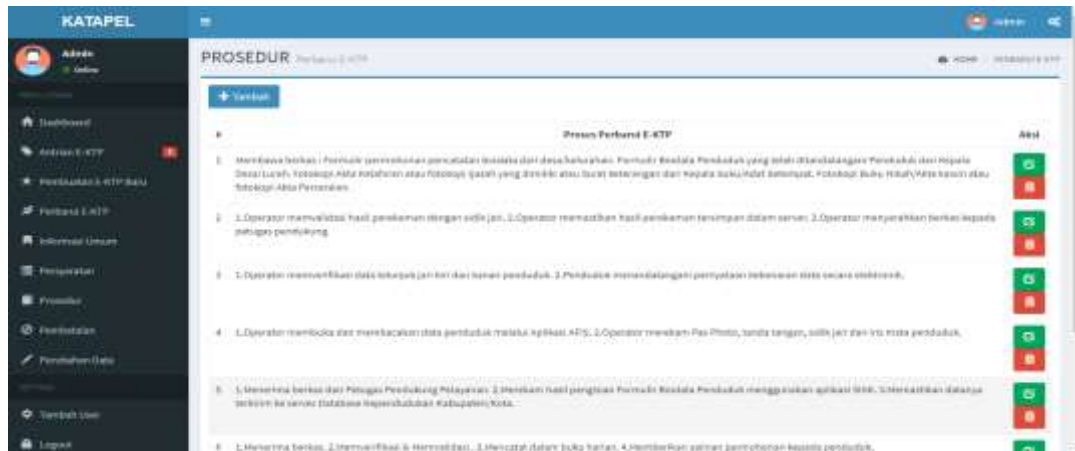 KATAPEL
Admin
Admin
Online
PROSEDUR Perbarui E-KTP
HOME
Tambah
Dashboard
Antrian E-KTP
Pembuatan E-KTP Baru
Perbarui E-KTP
Informasi Umum
Persyaratan
Prosedur
Pembatalan
Perubahan Data
Tambah User
Logout
# Proses Perbarui E-KTP Aksi
1 Membawa berkas : Formulir permohonan pencatatan biodata dari desa/kelurahan. Formulir Biodata Penduduk yang telah ditandatangani Penduduk dan Kepala
Desa/Lurah, fotokopi Akta Kelahiran atau fotokopi Ijazah yang dimiliki atau Surat Keterangan dari Kepala Suku/Adat Setempat, Fotokopi Buku Nikah/Akta kawin atau
fotokopi Akta Perceraian.
2 1.Operator memvalidasi hasil perekaman dengan sidik jari. 2.Operator memastikan hasil perekaman tersimpan dalam server. 3.Operator menyerahkan berkas kepada
petugas pendukung.
3 1.Operator memverifikasi data telunjuk jari kiri dan kanan penduduk. 2.Penduduk menandatangani pernyataan kebenaran data secara elektronik.
4 1.Operator membuka dan membacakan data penduduk melalui Aplikasi AFIS. 2.Operator merekam Pas Photo, tanda tangan, sidik jari dan iris mata penduduk.
5 1.Menerima berkas dari Petugas Pendukung Pelayanan. 2.Merekam hasil pengisian Formulir Biodata Penduduk menggunakan aplikasi SIAK. 3.Memastikan datanya
terkirim ke server Database Kependudukan Kabupaten/Kota.
6 1.Menerima berkas. 2.Memverifikasi & Memvalidasi. 3.Mencatat dalam buku harian. 4.Memberikan salinan permohonan kepada penduduk.